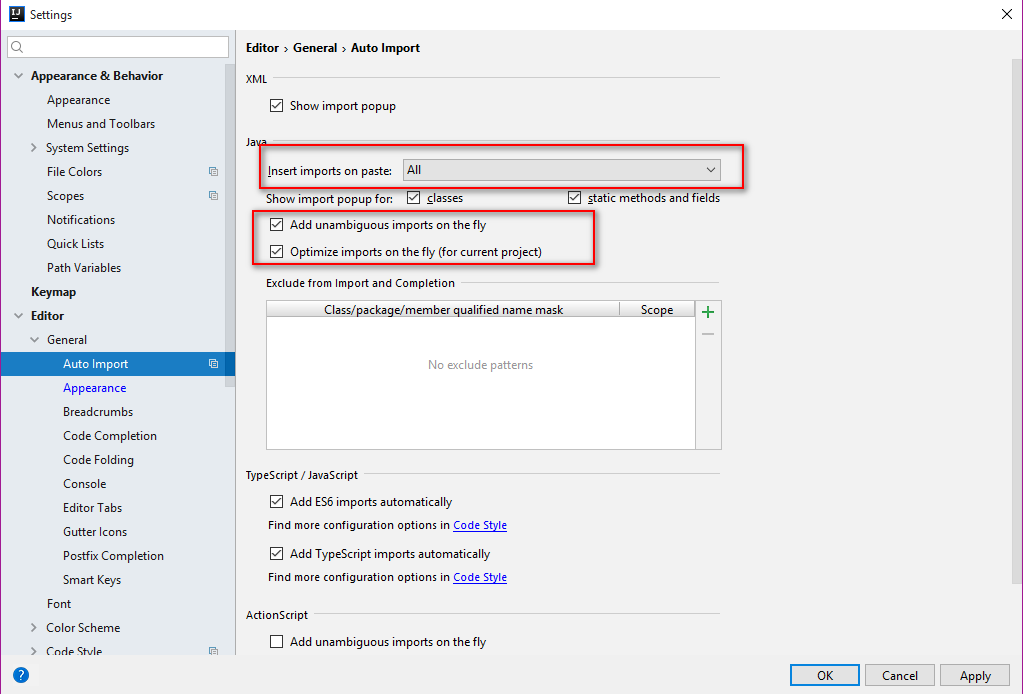 IJ Settings
Appearance & Behavior
Appearance
Menus and Toolbars
System Settings
File Colors
Scopes
Notifications
Quick Lists
Path Variables
Keymap
Editor
General
Auto Import
Appearance
Breadcrumbs
Code Completion
Code Folding
Console
Editor Tabs
Gutter Icons
Postfix Completion
Smart Keys
Font
Color Scheme
Code Style
?
Editor › General › Auto Import
XML
Show import popup
Java
Insert imports on paste: All
Show import popup for: classes static methods and fields
Add unambiguous imports on the fly
Optimize imports on the fly (for current project)
Exclude from Import and Completion
Class/package/member qualified name mask Scope
No exclude patterns
TypeScript / JavaScript
Add ES6 imports automatically
Find more configuration options in Code Style
Add TypeScript imports automatically
Find more configuration options in Code Style
ActionScript
Add unambiguous imports on the fly
OK Cancel Apply